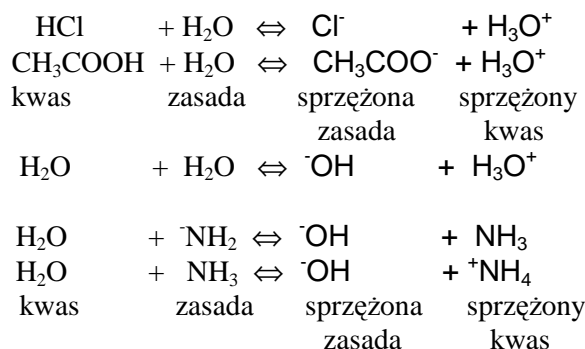 HCl + H₂O ⇔ Cl⁻ + H₃O⁺
CH₃COOH + H₂O ⇔ CH₃COO⁻ + H₃O⁺
kwas zasada sprzężona sprzężony
zasada kwas
H₂O + H₂O ⇔ ⁻OH + H₃O⁺
H₂O + ⁻NH₂ ⇔ ⁻OH + NH₃
H₂O + NH₃ ⇔ ⁻OH + ⁺NH₄
kwas zasada sprzężona sprzężony
zasada kwas